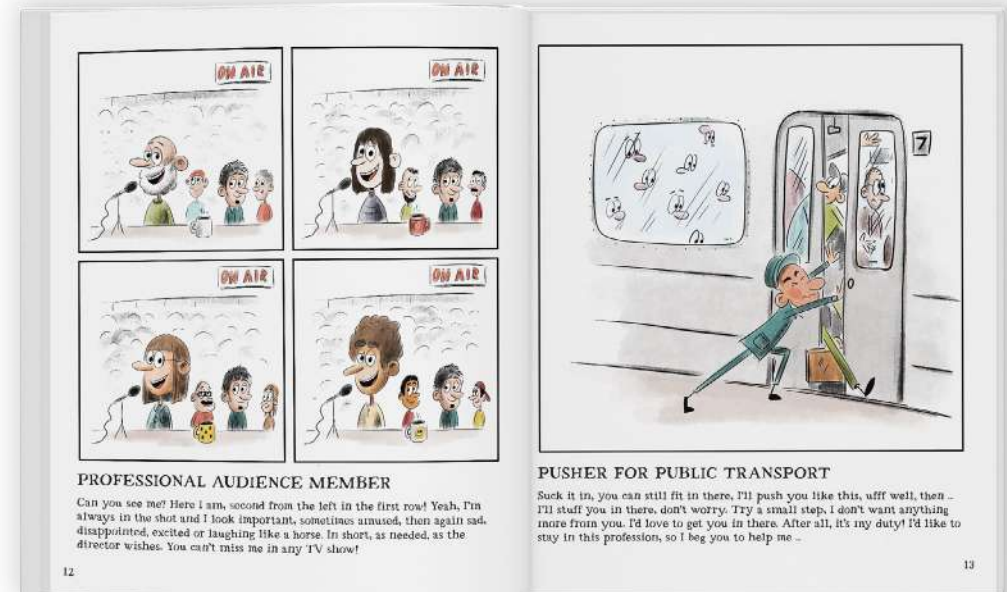 ON AIR
ON AIR
ON AIR
ON AIR
PROFESSIONAL AUDIENCE MEMBER
Can you see me? Here I am, second from the left in the first row! Yeah, I'm
always in the shot and I look important, sometimes amused, then again sad,
disappointed, excited or laughing like a horse. In short, as needed, as the
director wishes. You can't miss me in any TV show!
12
7
PUSHER FOR PUBLIC TRANSPORT
Suck it in, you can still fit in there, I'll push you like this, ufff well, then ...
I'll stuff you in there, don't worry. Try a small step, I don't want anything
more from you. I'd love to get you in there. After all, it's my duty! I'd like to
stay in this profession, so I beg you to help me ...
13